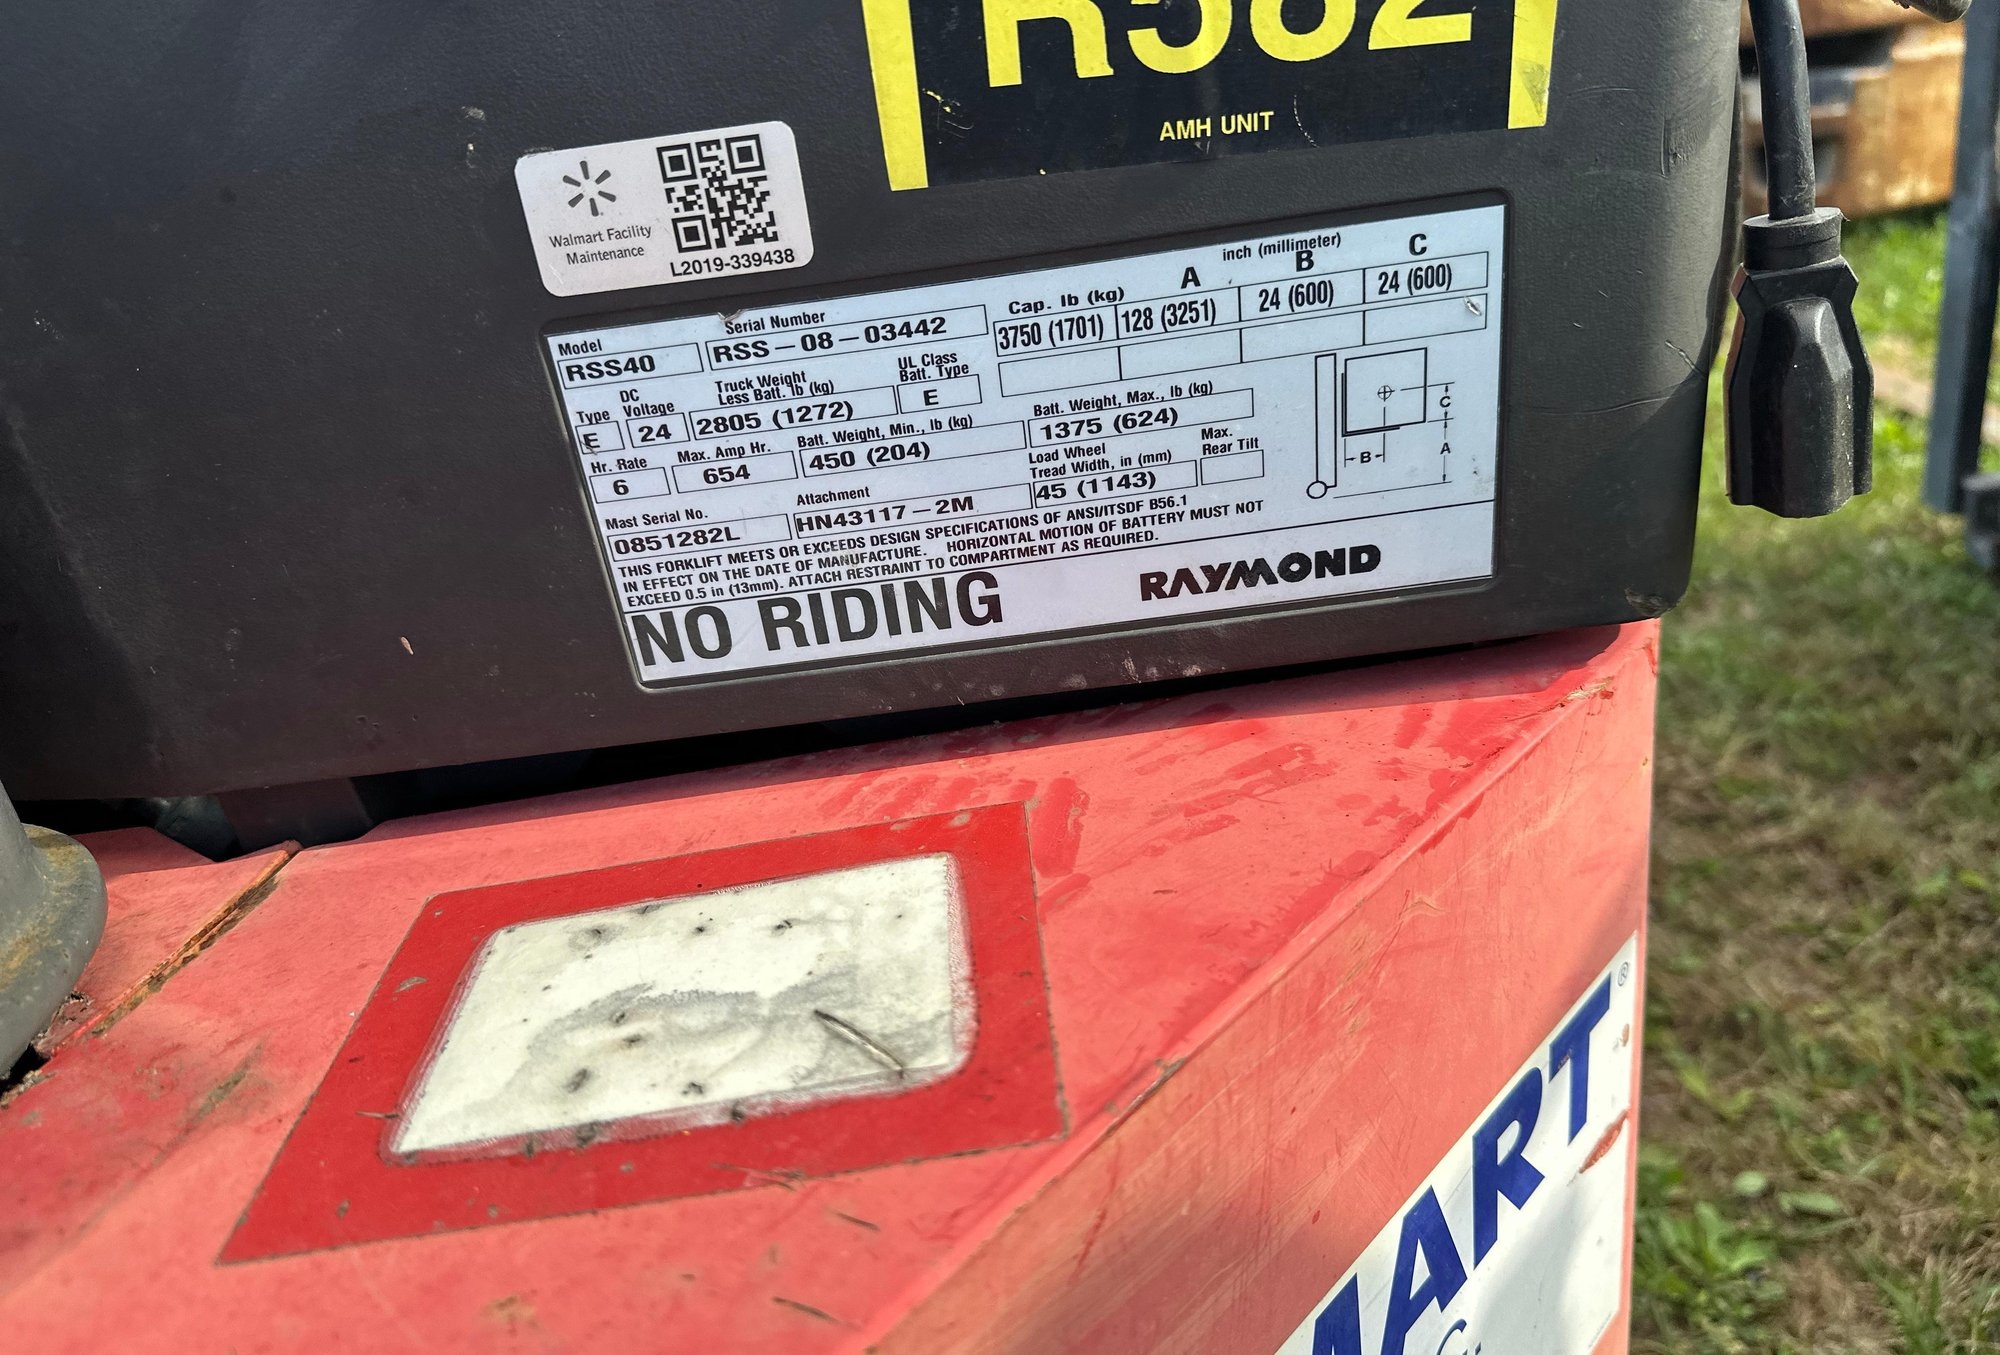 R582
AMH UNIT
Walmart Facility
Maintenance
L2019-339438
inch (millimeter)
Model
Serial Number
Cap. lb (kg)
A
B
C
RSS40
RSS-08-03442
3750 (1701)
128 (3251)
24 (600)
24 (600)
Type
DC
Voltage
Truck Weight
Less Batt. lb (kg)
UL Class
Batt. Type
E
24
2805 (1272)
E
Hr. Rate
Max. Amp Hr.
Batt. Weight, Min., lb (kg)
Batt. Weight, Max., lb (kg)
6
654
450 (204)
1375 (624)
Mast Serial No.
Attachment
Load Wheel
Tread Width, in (mm)
Max.
Rear Tilt
0851282L
HN43117-2M
45 (1143)
C
A
B
THIS FORKLIFT MEETS OR EXCEEDS DESIGN SPECIFICATIONS OF ANSI/ITSDF B56.1
IN EFFECT ON THE DATE OF MANUFACTURE. HORIZONTAL MOTION OF BATTERY MUST NOT
EXCEED 0.5 in (13mm). ATTACH RESTRAINT TO COMPARTMENT AS REQUIRED.
NO RIDING
RAYMOND
MART®